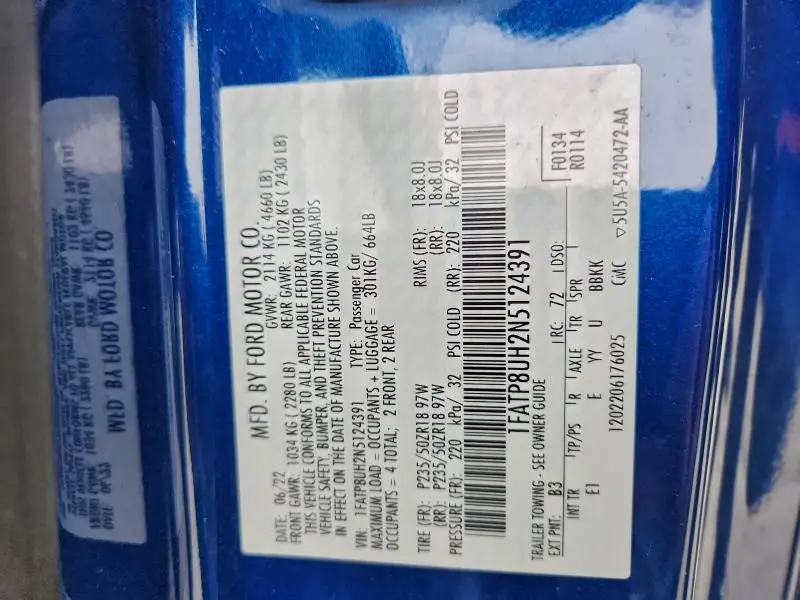 MFD. BY FORD MOTOR CO.
DATE: 06/22
GVWR: 2114 KG ( 4660 LB)
FRONT GAWR: 1034 KG ( 2280 LB)
REAR GAWR: 1102 KG ( 2430 LB)
THIS VEHICLE CONFORMS TO ALL APPLICABLE FEDERAL MOTOR
VEHICLE SAFETY, BUMPER, AND THEFT PREVENTION STANDARDS
IN EFFECT ON THE DATE OF MANUFACTURE SHOWN ABOVE.
VIN: 1FATP8UH2N5124391 TYPE: Passenger Car
MAXIMUM LOAD = OCCUPANTS + LUGGAGE = 301KG/ 664LB
OCCUPANTS = 4 TOTAL; 2 FRONT, 2 REAR
TIRE (FR): P235/50ZR18 97W RIMS (FR): 18x8.0J
(RR): P235/50ZR18 97W (RR): 18x8.0J
PRESSURE (FR): 220 kPa/ 32 PSI COLD (RR): 220 kPa/ 32 PSI COLD
1FATP8UH2N5124391
TRAILER TOWING - SEE OWNER GUIDE
F0134
R0114
EXT PNT: B3 RC: 72 DSO:
INT TR TP/PS R AXLE TR SPR
E1 E YY U BBKK
1202206176025 CMC ▽5U5A-5420472-AA